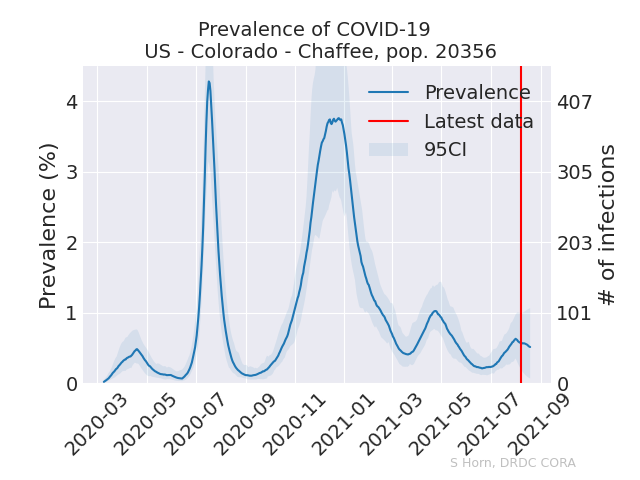 Prevalence of COVID-19
US - Colorado - Chaffee, pop. 20356
Prevalence
Latest data
95CI
Prevalence (%)
4
3
2
1
0
# of infections
407
305
203
101
0
2020-03
2020-05
2020-07
2020-09
2020-11
2021-01
2021-03
2021-05
2021-07
2021-09
S Horn, DRDC CORA